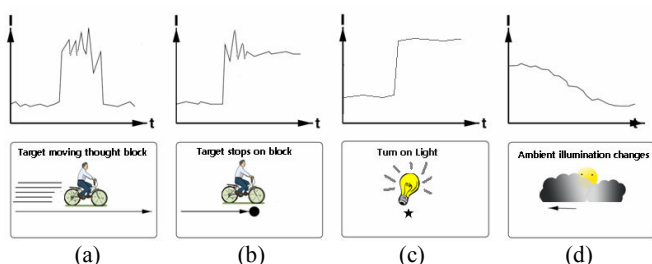 I I I I
t t t t
Target moving thought block Target stops on block Turn on Light Ambient illumination changes
(a) (b) (c) (d)